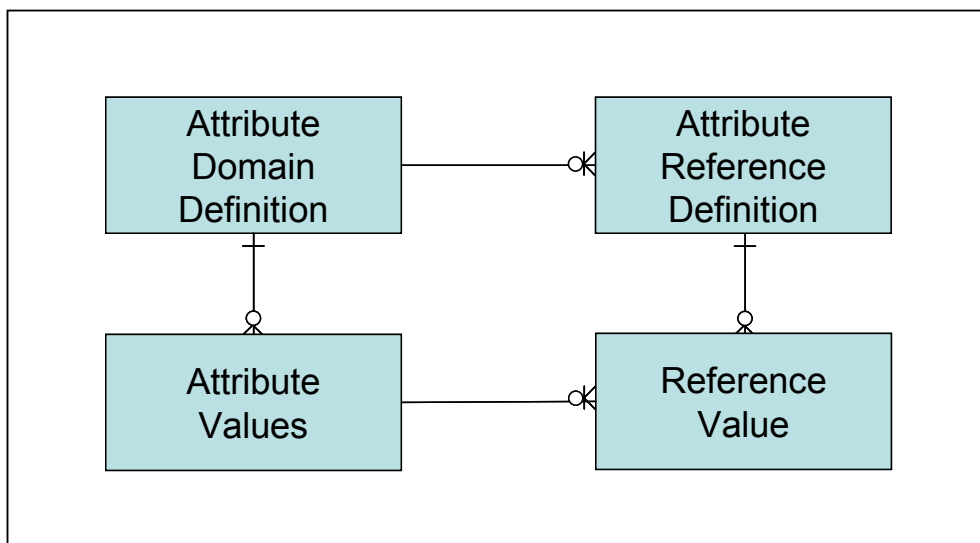 Attribute
Domain
Definition
Attribute
Reference
Definition
Attribute
Values
Reference
Value